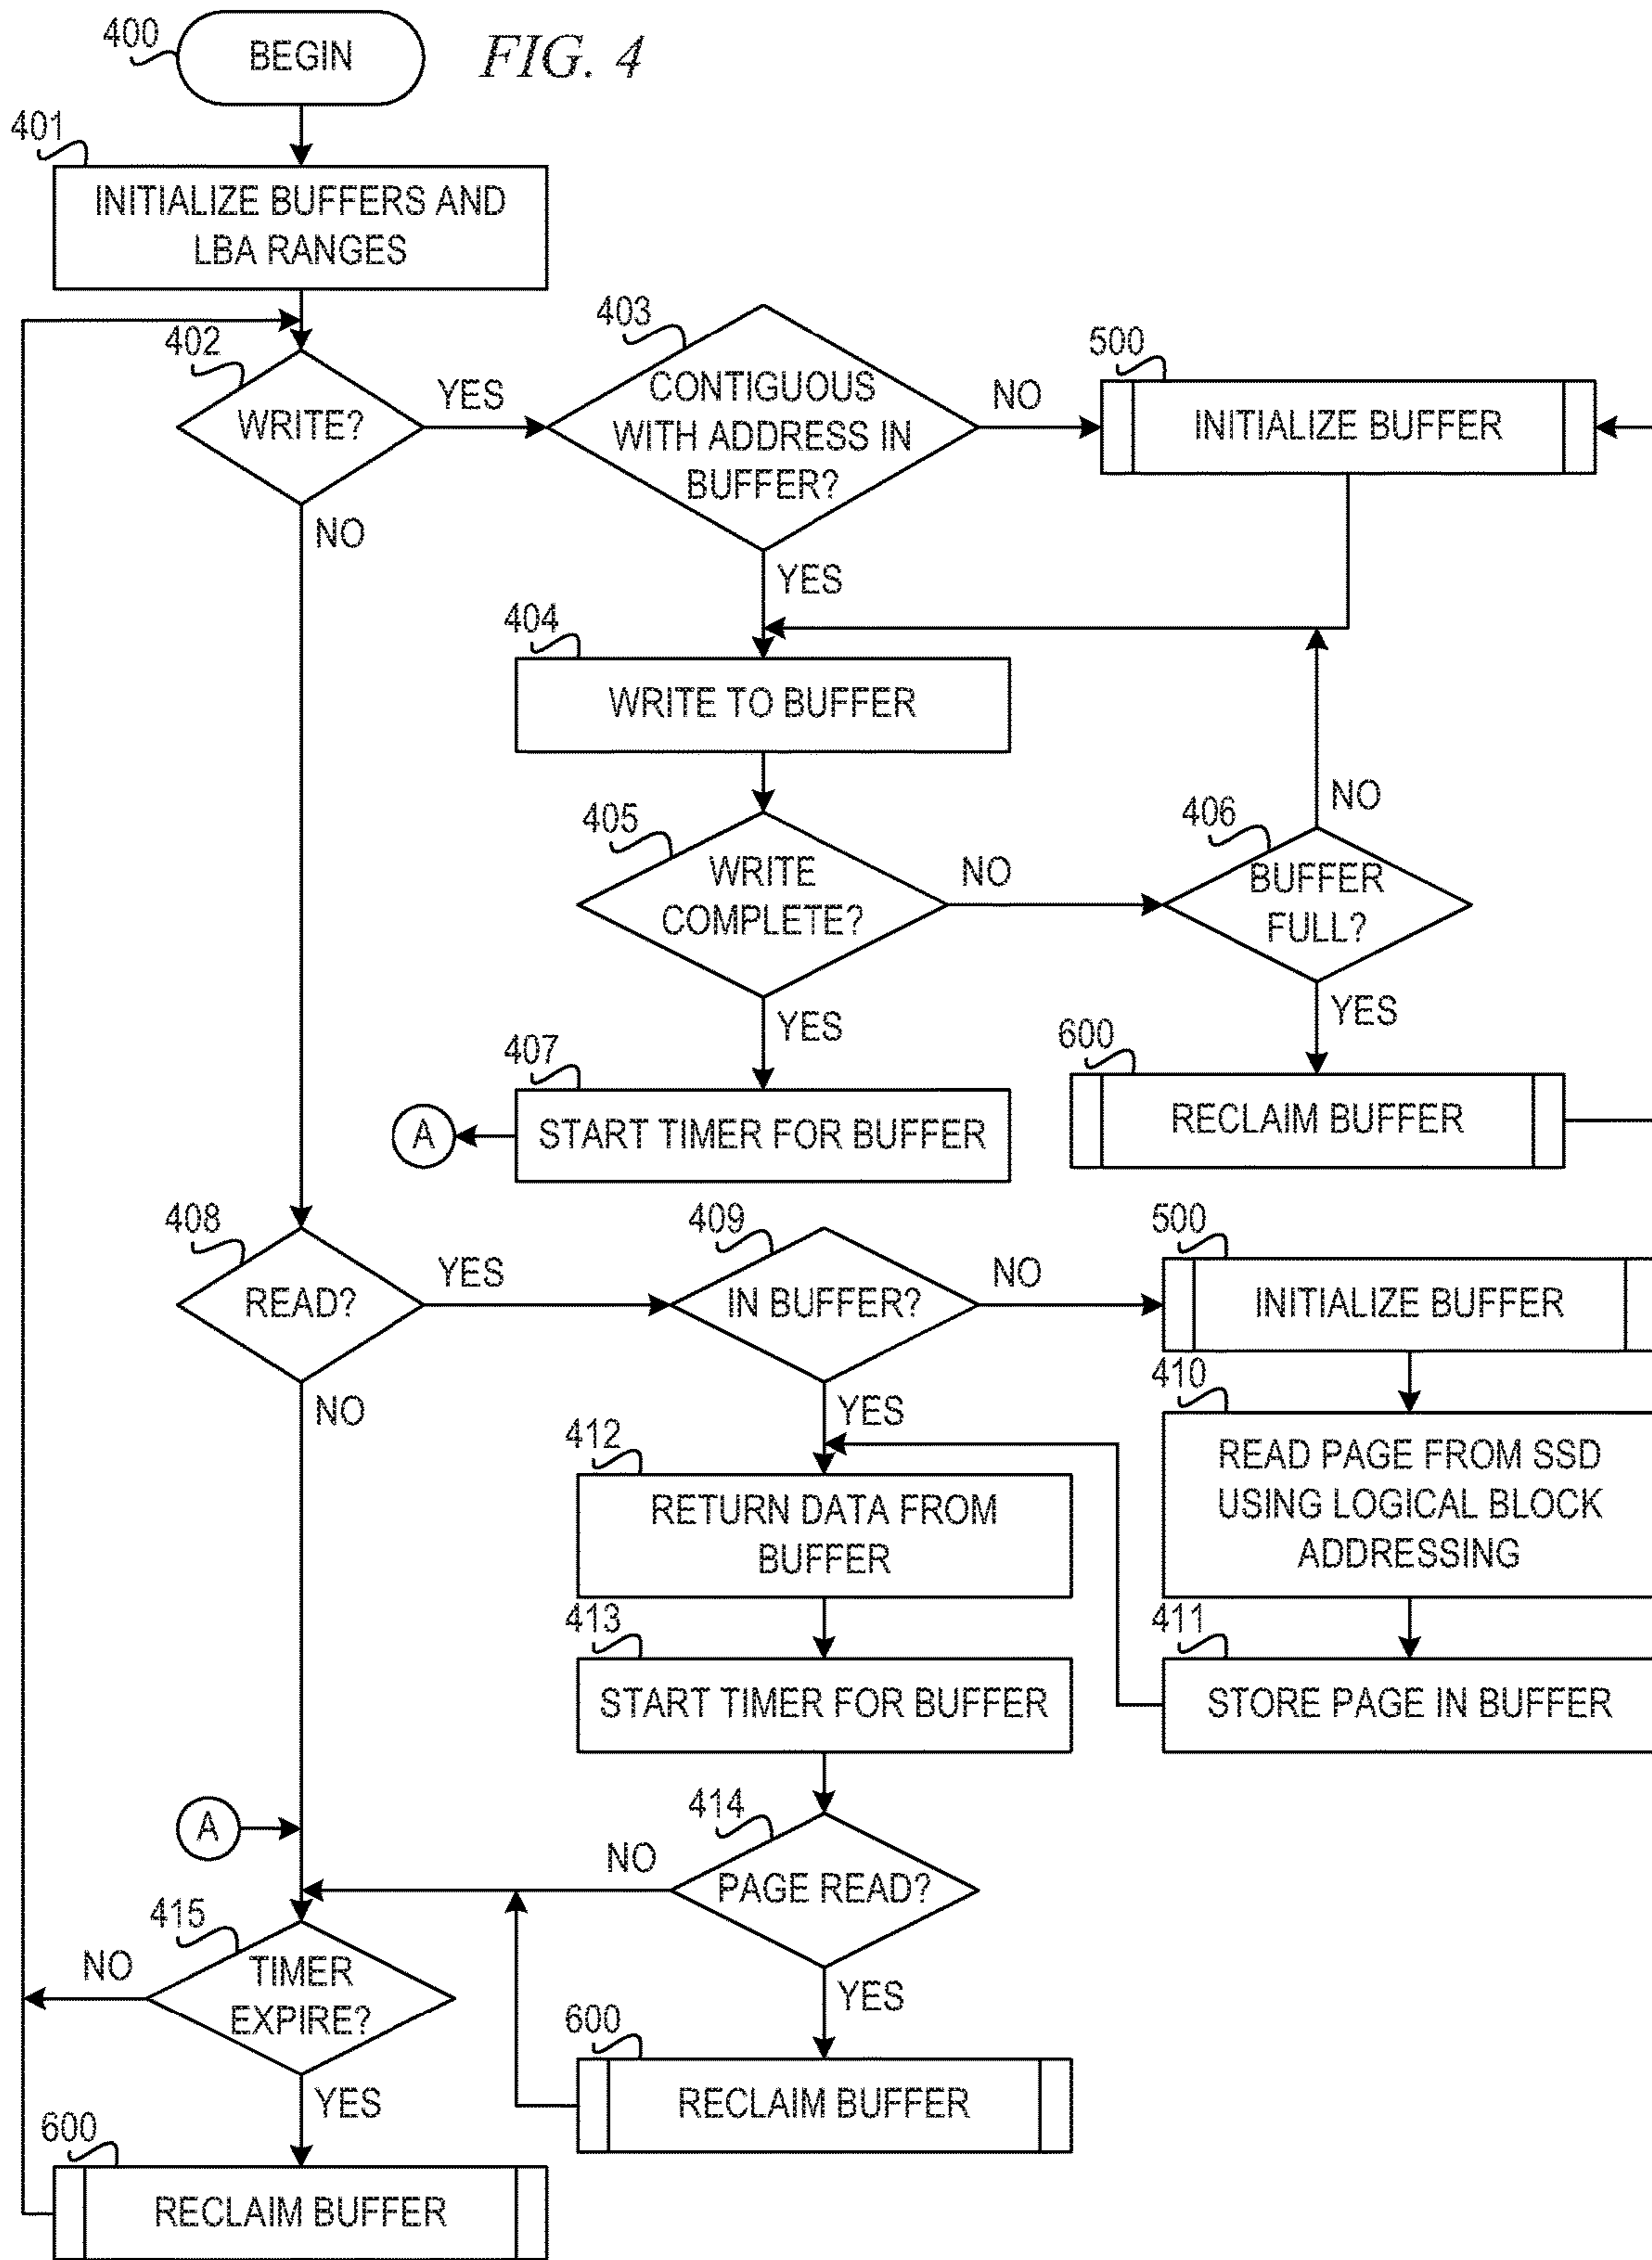 400
BEGIN
FIG. 4
401
INITIALIZE BUFFERS AND
LBA RANGES
402
WRITE?
YES
NO
403
CONTIGUOUS
WITH ADDRESS IN
BUFFER?
NO
YES
500
INITIALIZE BUFFER
404
WRITE TO BUFFER
405
WRITE
COMPLETE?
NO
YES
406
BUFFER
FULL?
NO
YES
407
START TIMER FOR BUFFER
A
600
RECLAIM BUFFER
408
READ?
YES
NO
409
IN BUFFER?
NO
YES
500
INITIALIZE BUFFER
410
READ PAGE FROM SSD
USING LOGICAL BLOCK
ADDRESSING
411
STORE PAGE IN BUFFER
412
RETURN DATA FROM
BUFFER
413
START TIMER FOR BUFFER
414
PAGE READ?
NO
YES
600
RECLAIM BUFFER
A
415
TIMER
EXPIRE?
NO
YES
600
RECLAIM BUFFER